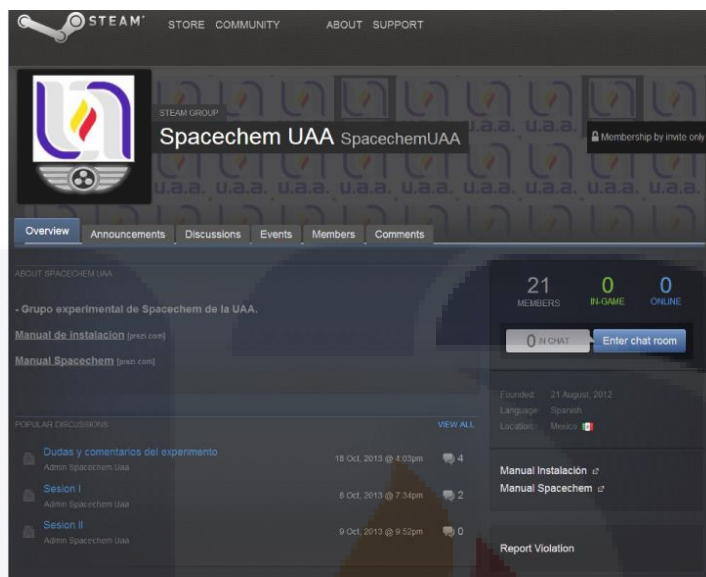 STEAM
STORE COMMUNITY ABOUT SUPPORT
STEAM GROUP
Spacechem UAA SpacechemUAA
Membership by invite only
u.a.a. u.a.a.
u.a.a. u.a.a. u.a.a. u.a.a. u.a.a. u.a.a.
Overview Announcements Discussions Events Members Comments
ABOUT SPACECHEM UAA
- Grupo experimental de Spacechem de la UAA.
Manual de instalacion [prezi.com]
Manual Spacechem [prezi.com]
21 0 0
MEMBERS IN-GAME ONLINE
0 IN CHAT Enter chat room
Founded: 21 August, 2012
Language: Spanish
Location: Mexico
POPULAR DISCUSSIONS VIEW ALL
Dudas y comentarios del experimento
Admin Spacechem Uaa
18 Oct, 2013 @ 4:03pm 4
Sesion I
Admin Spacechem Uaa
6 Oct, 2013 @ 7:34pm 2
Sesion II
Admin Spacechem Uaa
9 Oct, 2013 @ 9:52pm 0
Manual Instalación
Manual Spacechem
Report Violation